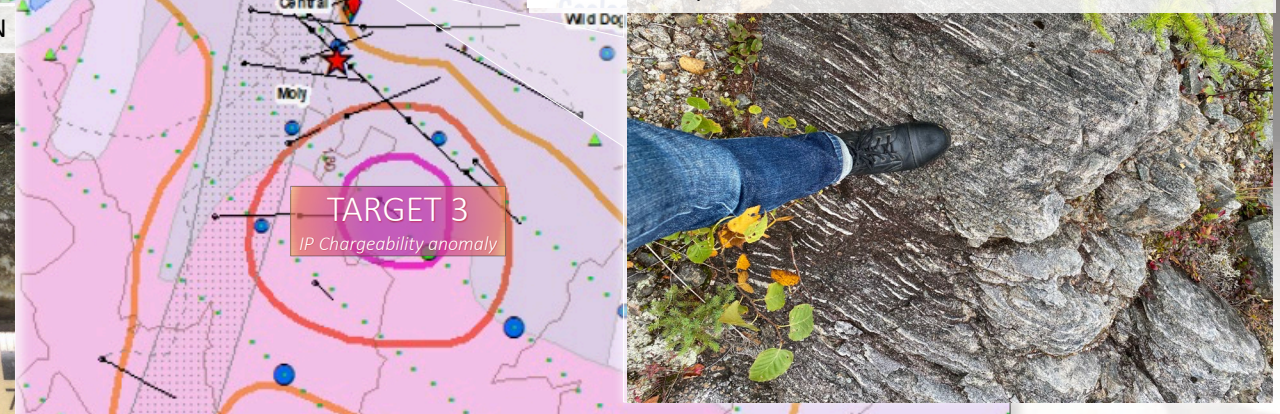 Central
Wild Dog
N
Moly
TARGET 3
IP Chargeability anomaly